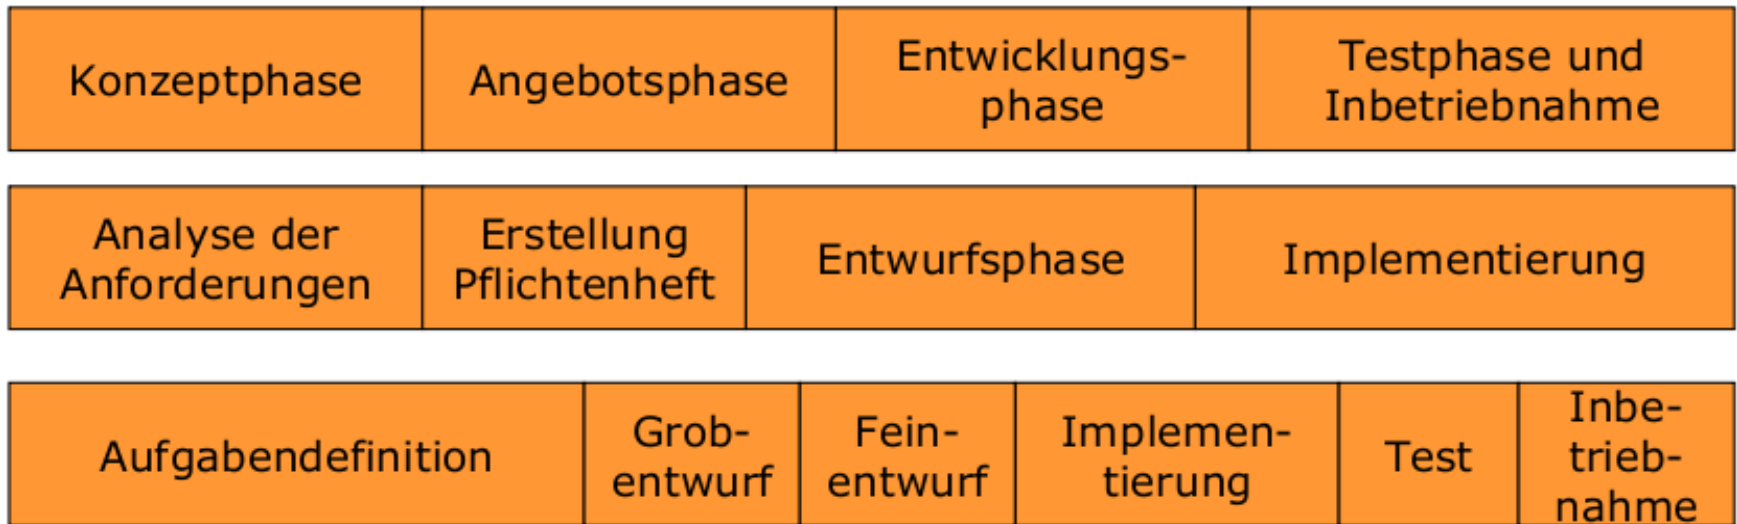 Konzeptphase
Angebotsphase
Entwicklungs-
phase
Testphase und
Inbetriebnahme
Analyse der
Anforderungen
Erstellung
Pflichtenheft
Entwurfsphase
Implementierung
Aufgabendefinition
Grob-
entwurf
Fein-
entwurf
Implemen-
tierung
Test
Inbe-
trieb-
nahme